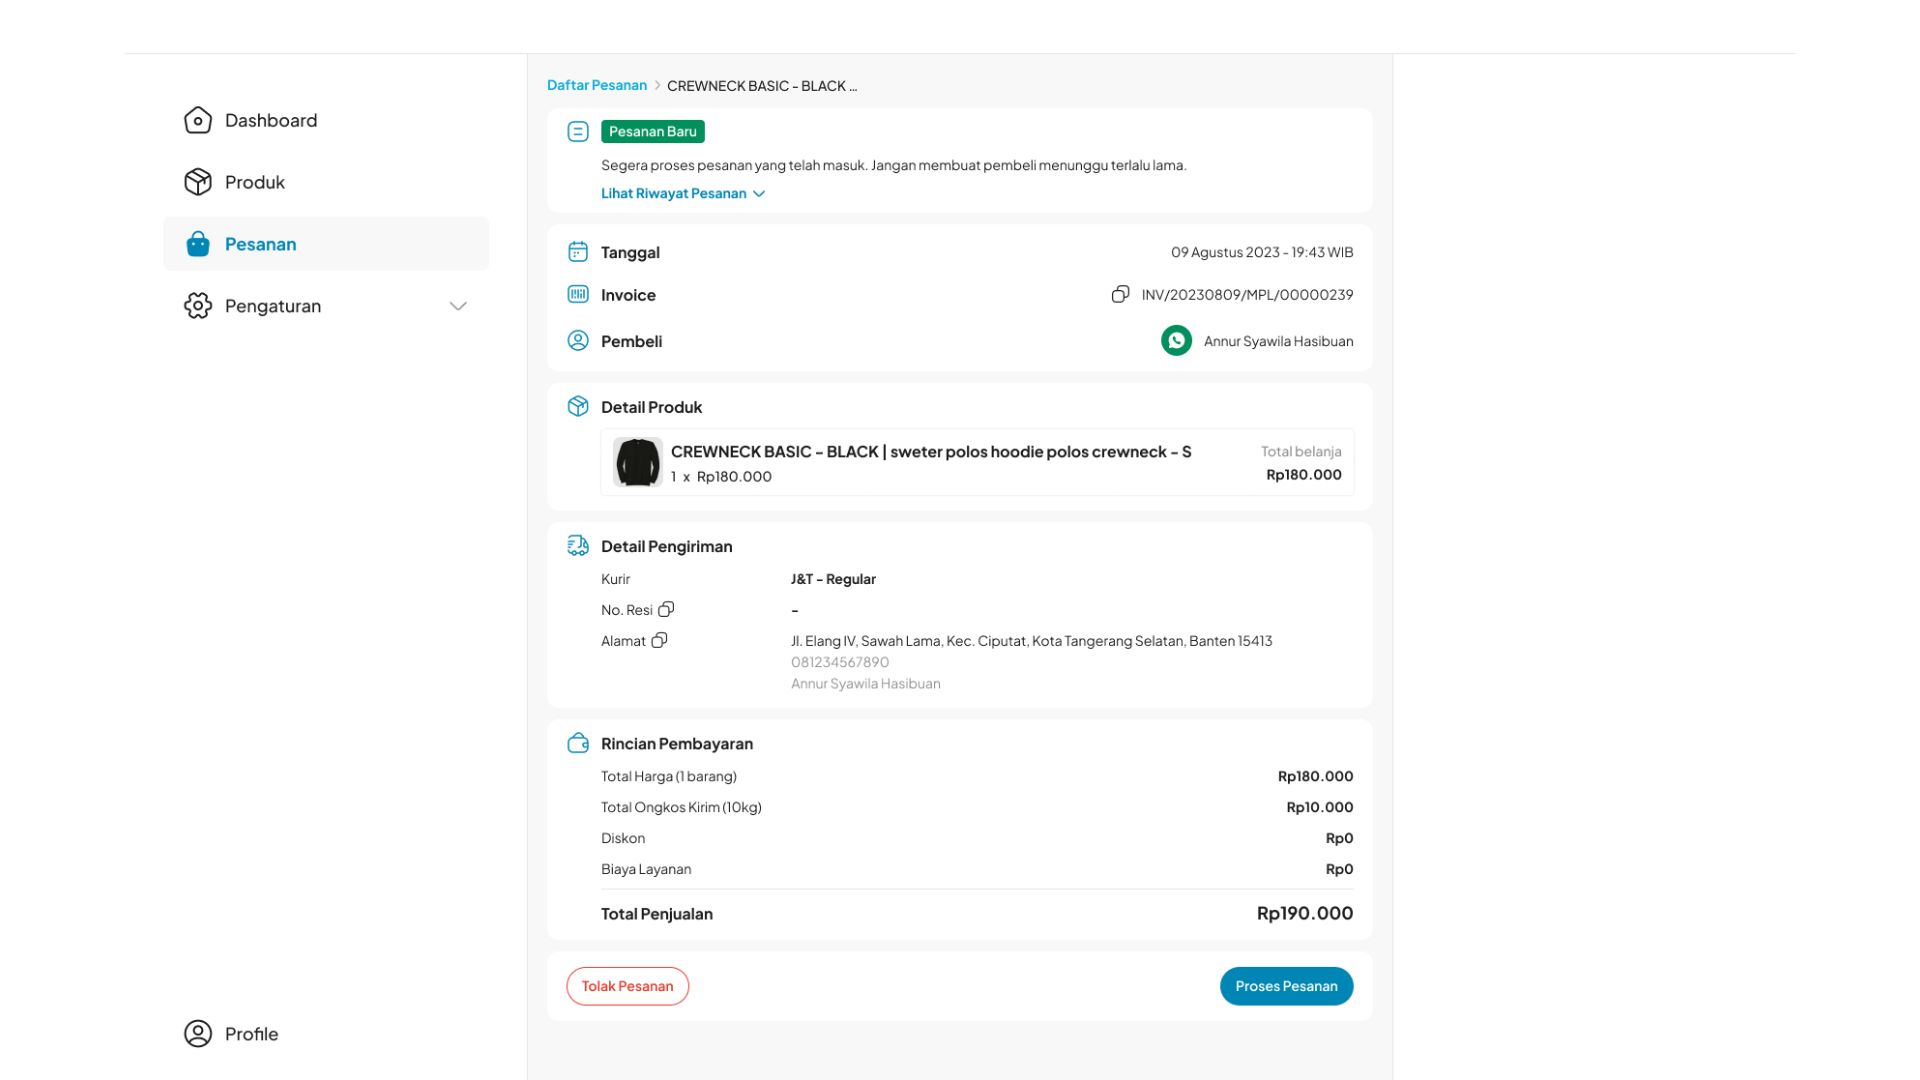 Dashboard
Produk
Pesanan
Pengaturan
Profile
Daftar Pesanan > CREWNECK BASIC - BLACK ...
Pesanan Baru
Segera proses pesanan yang telah masuk. Jangan membuat pembeli menunggu terlalu lama.
Lihat Riwayat Pesanan
Tanggal 09 Agustus 2023 - 19:43 WIB
Invoice INV/20230809/MPL/00000239
Pembeli Annur Syawila Hasibuan
Detail Produk
CREWNECK BASIC - BLACK | sweter polos hoodie polos crewneck - S Total belanja
1 x Rp180.000 Rp180.000
Detail Pengiriman
Kurir J&T - Regular
No. Resi -
Alamat Jl. Elang IV, Sawah Lama, Kec. Ciputat, Kota Tangerang Selatan, Banten 15413
081234567890
Annur Syawila Hasibuan
Rincian Pembayaran
Total Harga (1 barang) Rp180.000
Total Ongkos Kirim (10kg) Rp10.000
Diskon Rp0
Biaya Layanan Rp0
Total Penjualan Rp190.000
Tolak Pesanan Proses Pesanan